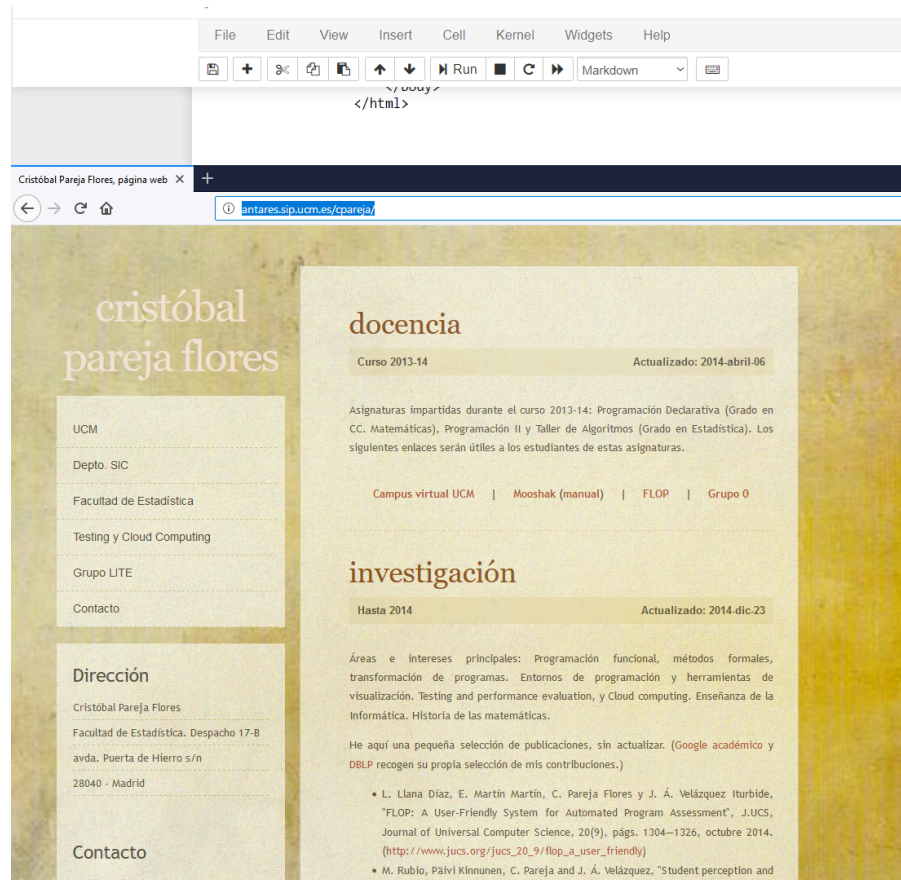 File Edit View Insert Cell Kernel Widgets Help
Run Markdown
</body>
</html>
Cristóbal Pareja Flores, página web
antares.sip.ucm.es/cpareja/
cristóbal
pareja flores
UCM
Depto. SIC
Facultad de Estadística
Testing y Cloud Computing
Grupo LITE
Contacto
Dirección
Cristóbal Pareja Flores
Facultad de Estadística. Despacho 17-B
avda. Puerta de Hierro s/n
28040 - Madrid
Contacto
docencia
Curso 2013-14 Actualizado: 2014-abril-06
Asignaturas impartidas durante el curso 2013-14: Programación Declarativa (Grado en
CC. Matemáticas), Programación II y Taller de Algoritmos (Grado en Estadística). Los
siguientes enlaces serán útiles a los estudiantes de estas asignaturas.
Campus virtual UCM | Mooshak (manual) | FLOP | Grupo 0
investigación
Hasta 2014 Actualizado: 2014-dic-23
Áreas e intereses principales: Programación funcional, métodos formales,
transformación de programas. Entornos de programación y herramientas de
visualización. Testing and performance evaluation, y Cloud computing. Enseñanza de la
Informática. Historia de las matemáticas.
He aquí una pequeña selección de publicaciones, sin actualizar. (Google académico y
DBLP recogen su propia selección de mis contribuciones.)
• L. Llana Díaz, E. Martín Martín, C. Pareja Flores y J. Á. Velázquez Iturbide,
"FLOP: A User-Friendly System for Automated Program Assessment", J.UCS,
Journal of Universal Computer Science, 20(9), págs. 1304—1326, octubre 2014.
(http://www.jucs.org/jucs_20_9/flop_a_user_friendly)
• M. Rubio, Päivi Kinnunen, C. Pareja and J. Á. Velázquez, "Student perception and